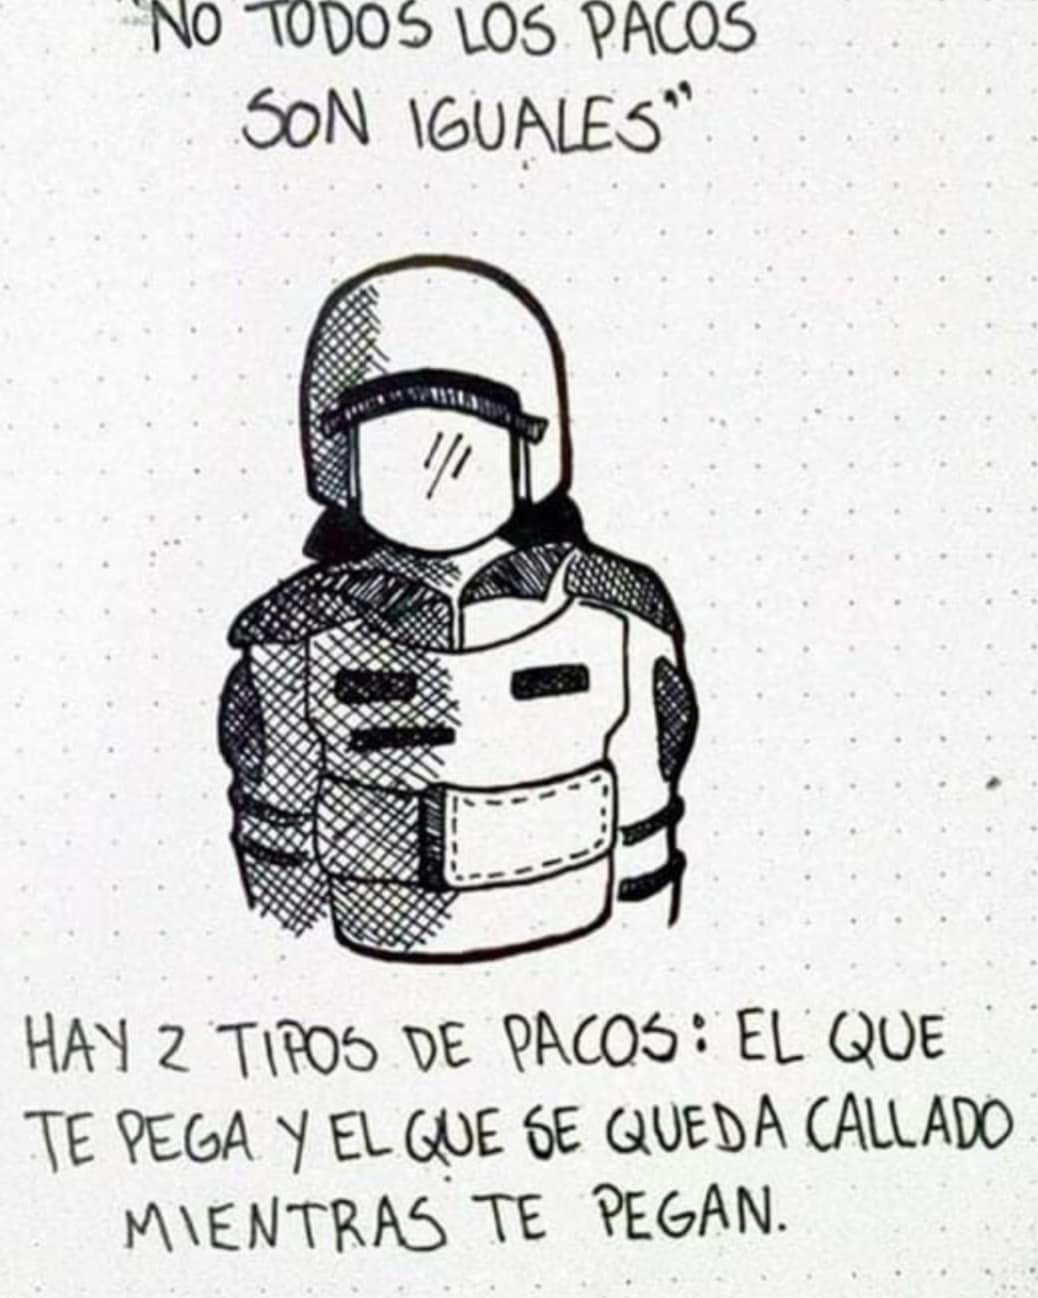 "NO TODOS LOS PACOS
SON IGUALES"
HAY 2 TIPOS DE PACOS: EL QUE
TE PEGA Y EL QUE SE QUEDA CALLADO
MIENTRAS TE PEGAN.